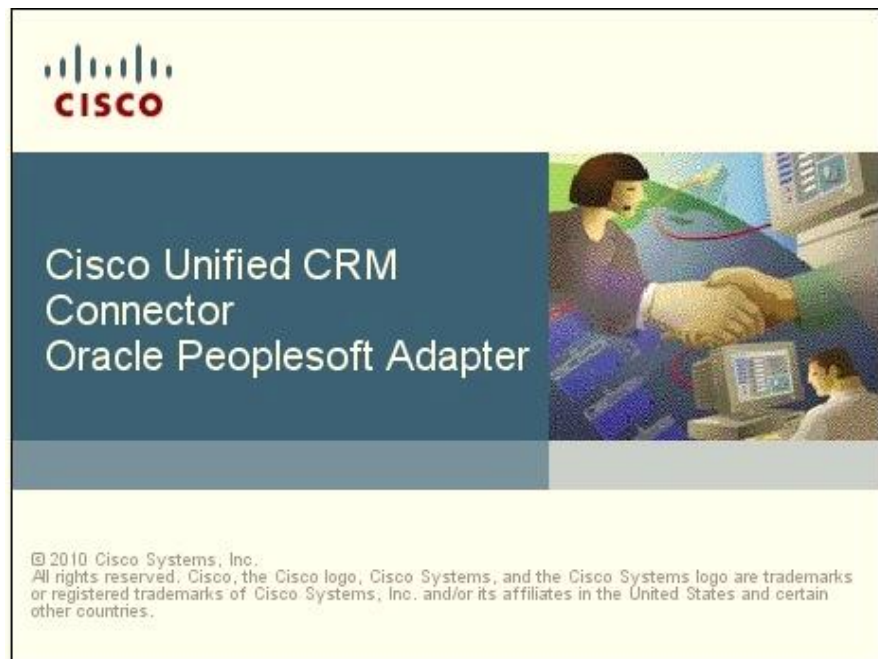 CISCO
Cisco Unified CRM
Connector
Oracle Peoplesoft Adapter
© 2010 Cisco Systems, Inc.
All rights reserved. Cisco, the Cisco logo, Cisco Systems, and the Cisco Systems logo are trademarks
or registered trademarks of Cisco Systems, Inc. and/or its affiliates in the United States and certain
other countries.